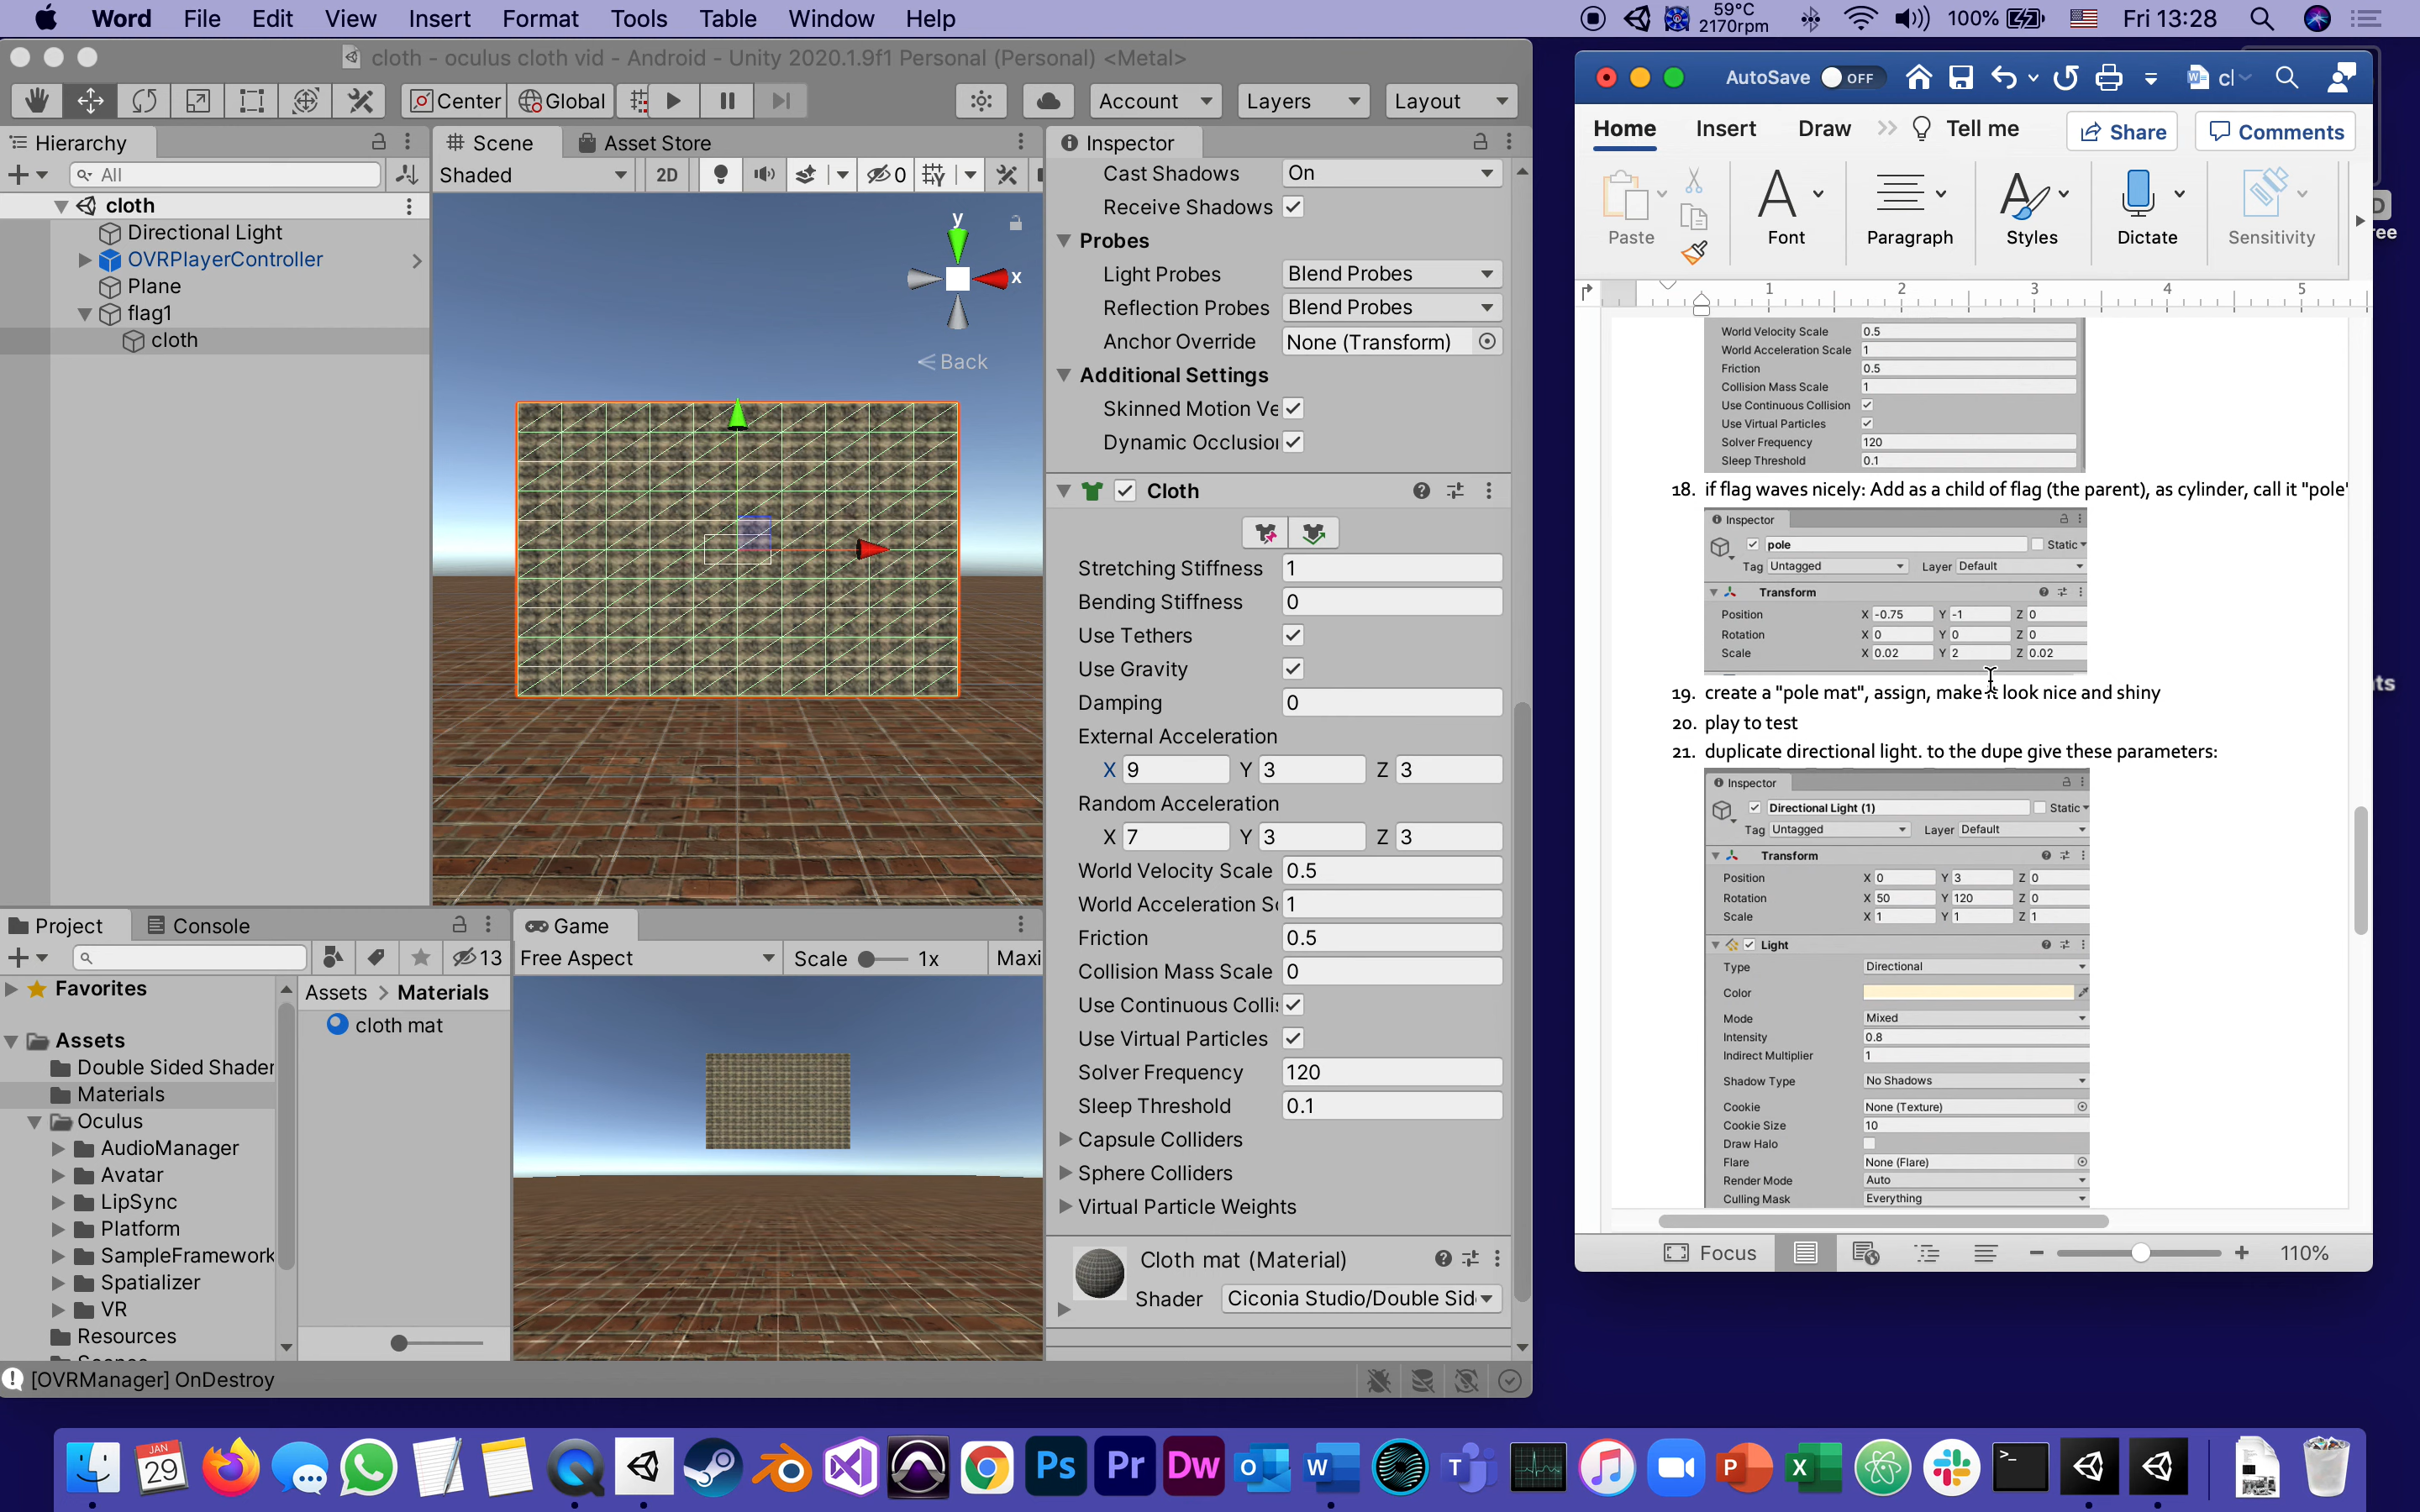 Word File Edit View Insert Format Tools Table Window Help
59°C
2170rpm
100%
Fri 13:28
cloth - oculus cloth vid - Android - Unity 2020.1.9f1 Personal (Personal) <Metal>
Center Global
Account Layers Layout
Hierarchy
All
cloth
Directional Light
OVRPlayerController
Plane
flag1
cloth
Scene Asset Store
Shaded 2D 0
y
x
Back
Inspector
Cast Shadows On
Receive Shadows
Probes
Light Probes Blend Probes
Reflection Probes Blend Probes
Anchor Override None (Transform)
Additional Settings
Skinned Motion Ve
Dynamic Occlusion
Cloth
Stretching Stiffness 1
Bending Stiffness 0
Use Tethers
Use Gravity
Damping 0
External Acceleration
X 9 Y 3 Z 3
Random Acceleration
X 7 Y 3 Z 3
World Velocity Scale 0.5
World Acceleration Sc 1
Friction 0.5
Collision Mass Scale 0
Use Continuous Collis
Use Virtual Particles
Solver Frequency 120
Sleep Threshold 0.1
Capsule Colliders
Sphere Colliders
Virtual Particle Weights
Cloth mat (Material)
Shader Ciconia Studio/Double Sid
Project Console
13
Favorites
Assets
Double Sided Shader
Materials
Oculus
AudioManager
Avatar
LipSync
Platform
SampleFramework
Spatializer
VR
Resources
Assets > Materials
cloth mat
Game
Free Aspect Scale 1x Maxi
[OVRManager] OnDestroy
AutoSave OFF
cl
Home Insert Draw Tell me Share Comments
Paste Font Paragraph Styles Dictate Sensitivity
1 2 3 4 5
World Velocity Scale 0.5
World Acceleration Scale 1
Friction 0.5
Collision Mass Scale 1
Use Continuous Collision
Use Virtual Particles
Solver Frequency 120
Sleep Threshold 0.1
18. if flag waves nicely: Add as a child of flag (the parent), as cylinder, call it "pole"
Inspector
pole Static
Tag Untagged Layer Default
Transform
Position X -0.75 Y -1 Z 0
Rotation X 0 Y 0 Z 0
Scale X 0.02 Y 2 Z 0.02
19. create a "pole mat", assign, make it look nice and shiny
20. play to test
21. duplicate directional light. to the dupe give these parameters:
Inspector
Directional Light (1) Static
Tag Untagged Layer Default
Transform
Position X 0 Y 3 Z 0
Rotation X 50 Y 120 Z 0
Scale X 1 Y 1 Z 1
Light
Type Directional
Color
Mode Mixed
Intensity 0.8
Indirect Multiplier 1
Shadow Type No Shadows
Cookie None (Texture)
Cookie Size 10
Draw Halo
Flare None (Flare)
Render Mode Auto
Culling Mask Everything
Focus 110%
D
ree
ts
JAN
29
Ps Pr Dw O W T P X